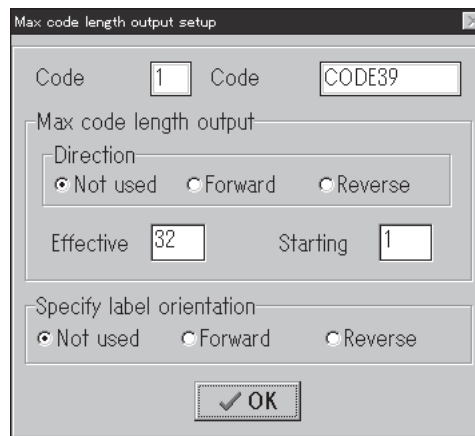 Max code length output setup
Code 1 Code CODE39
Max code length output
Direction
Not used Forward Reverse
Effective 32 Starting 1
Specify label orientation
Not used Forward Reverse
OK